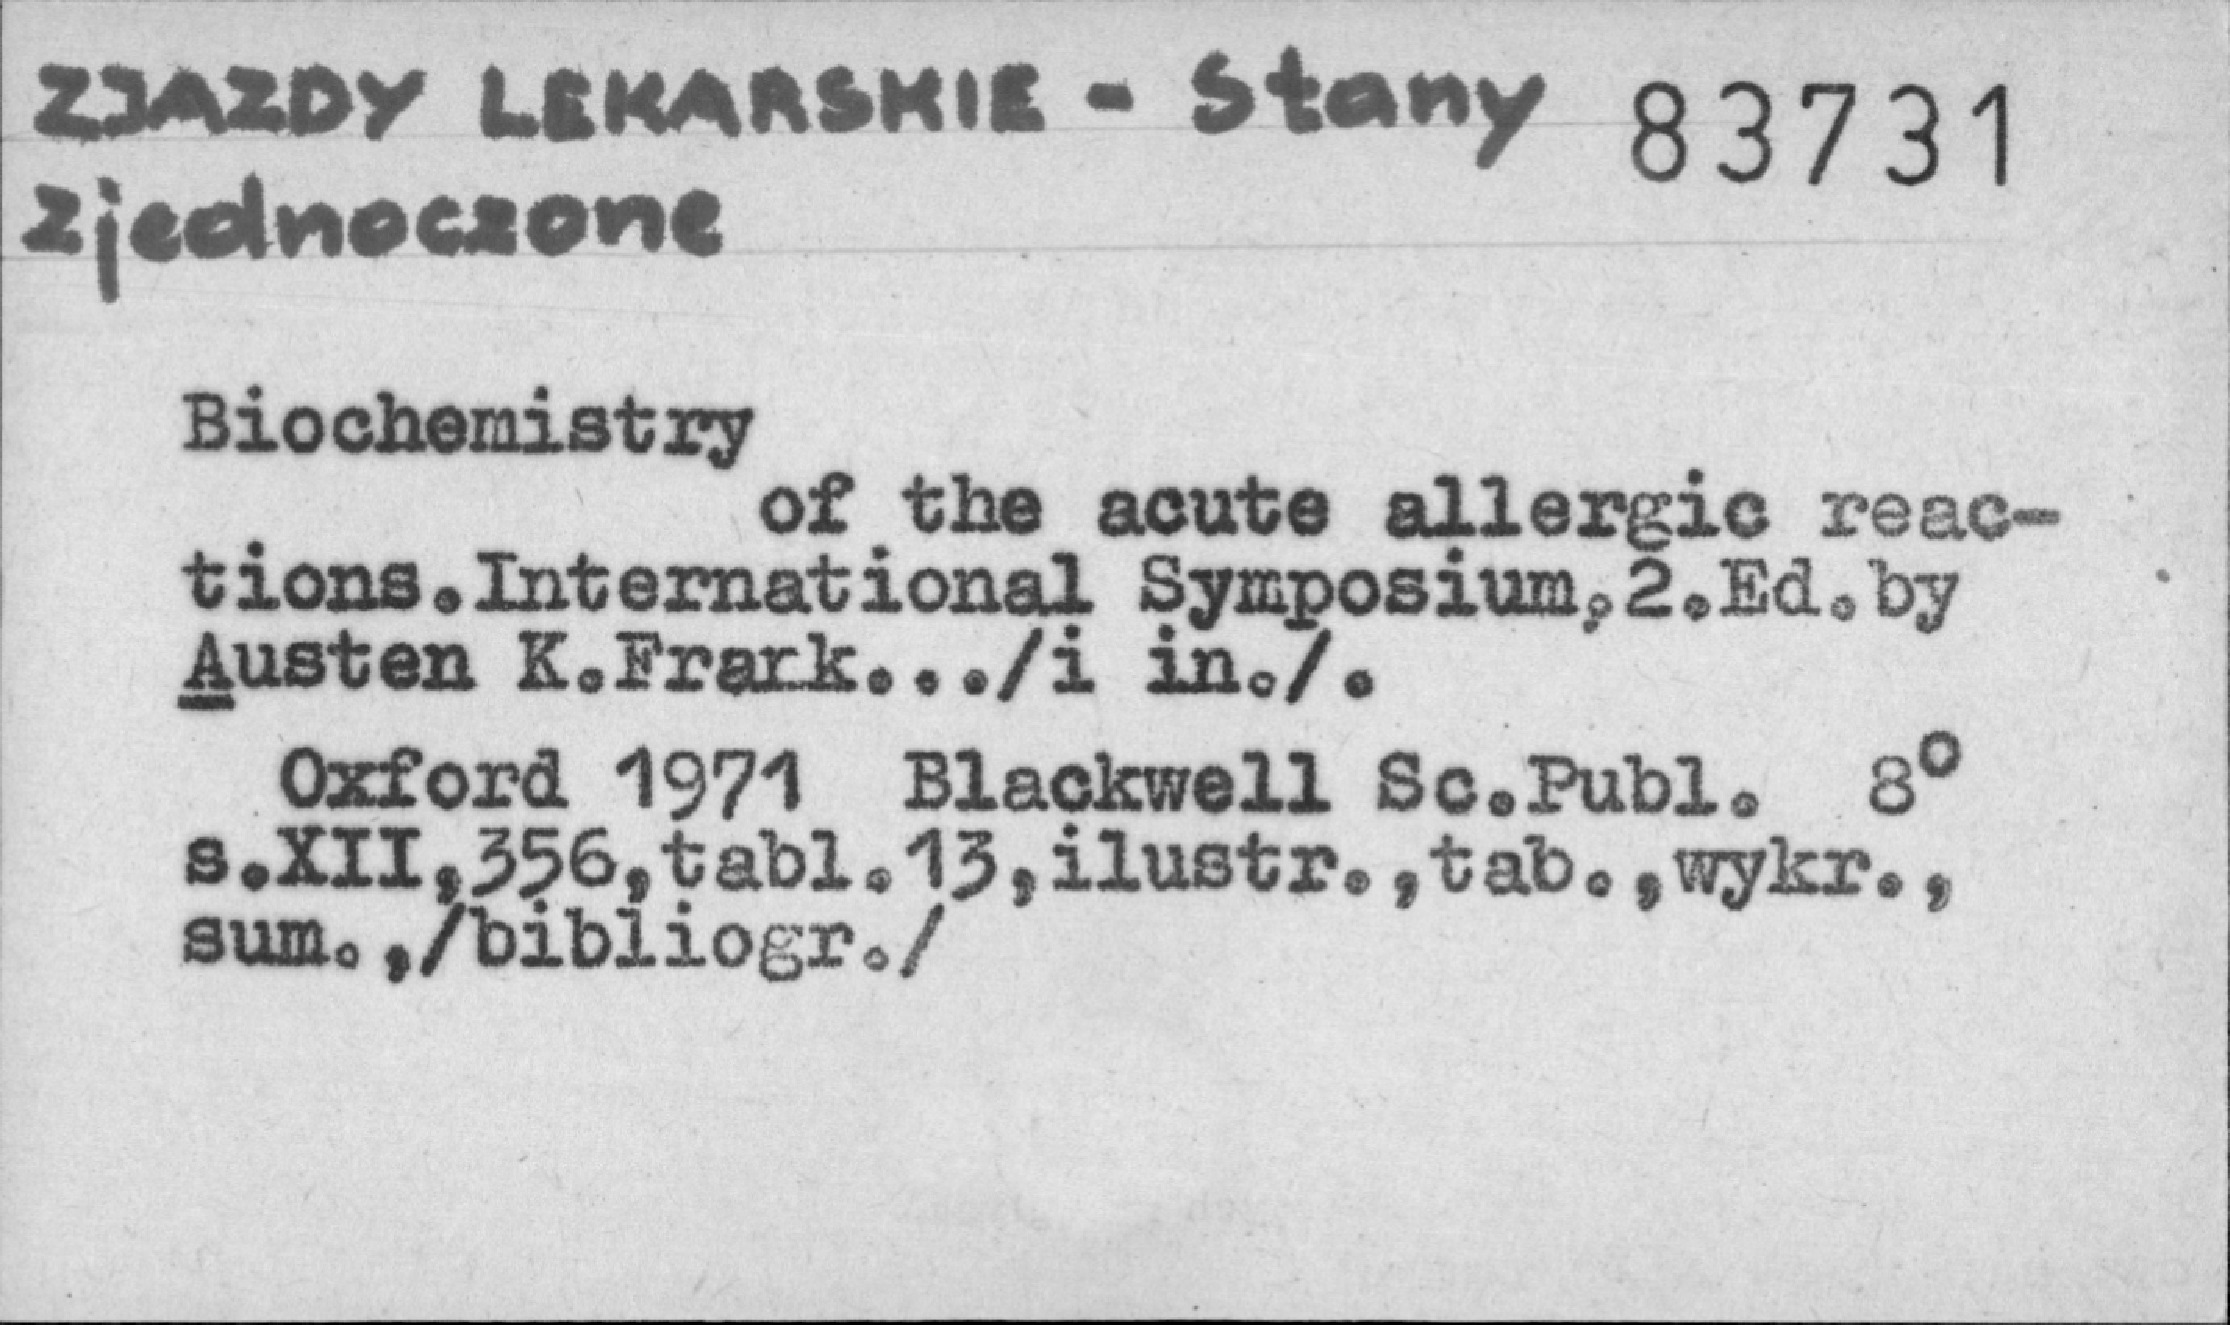 ZJAZDY LEKARSKIE - Stany 83731
Zjednoczone
Biochemistry
of the acute allergic reac-
tions.International Symposium,2.Ed.by
Austen K.Frank.../i in./.
Oxford 1971 Blackwell Sc.Publ. 8°
s.XII,356,tabl.13,ilustr.,tab.,wykr.,
sum.,/bibliogr./